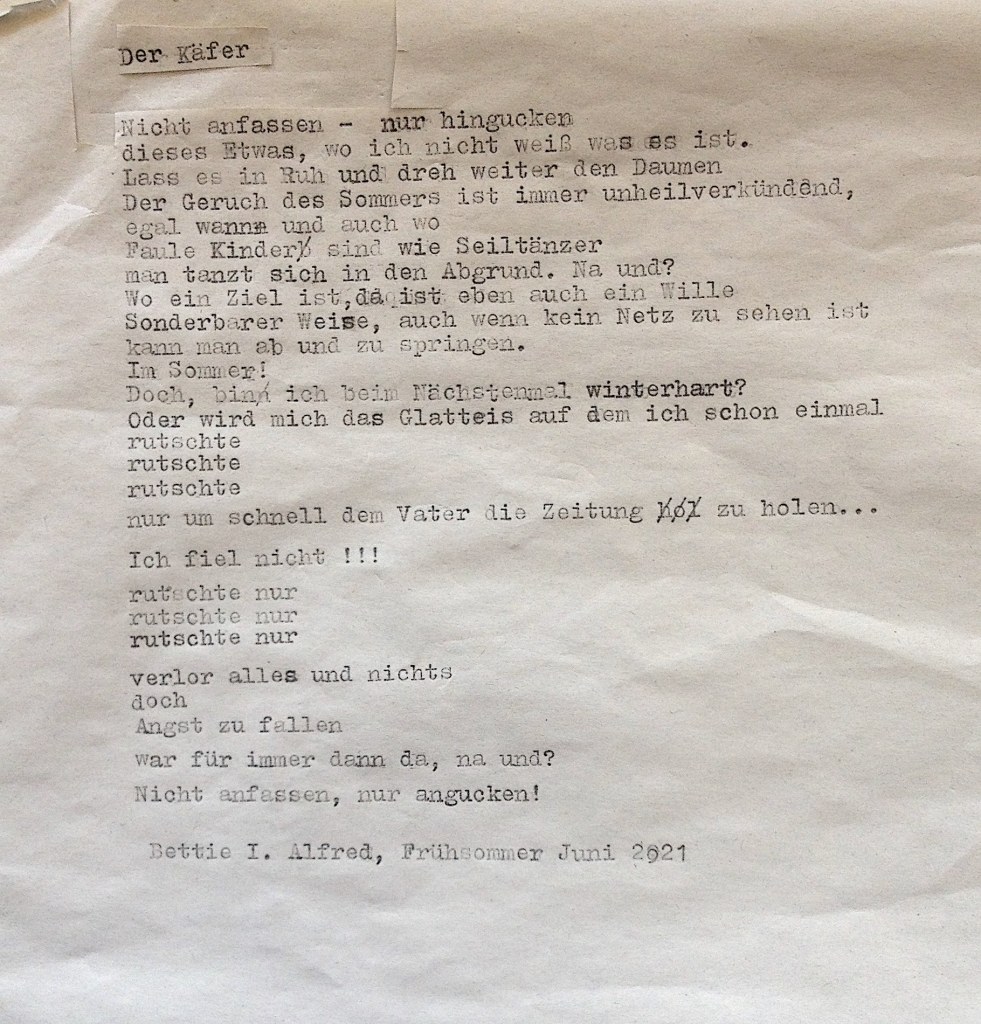 Der Käfer
Nicht anfassen - nur hingucken
dieses Etwas, wo ich nicht weiß was es ist.
Lass es in Ruh und dreh weiter den Daumen
Der Geruch des Sommers ist immer unheilverkündend,
egal wann und auch wo
Faule Kinder sind wie Seiltänzer
man tanzt sich in den Abgrund. Na und?
Wo ein Ziel ist, da ist eben auch ein Wille
Sonderbarer Weise, auch wenn kein Netz zu sehen ist
kann man ab und zu springen.
Im Sommer!
Doch, bin ich beim Nächstenmal winterhart?
Oder wird mich das Glatteis auf dem ich schon einmal
rutschte
rutschte
rutschte
nur um schnell dem Vater die Zeitung zu holen...
Ich fiel nicht !!!
rutschte nur
rutschte nur
rutschte nur
verlor alles und nichts
doch
Angst zu fallen
war für immer dann da, na und?
Nicht anfassen, nur angucken!
Bettie I. Alfred, Frühsommer Juni 2021